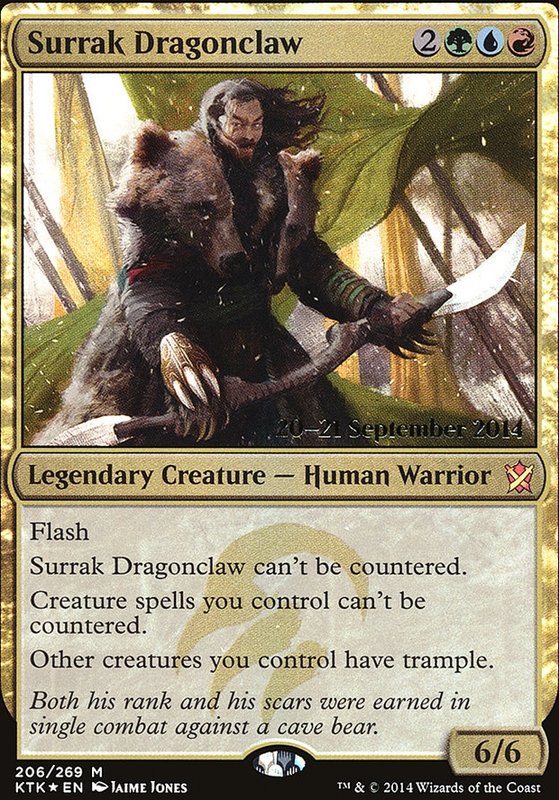 Surrak Dragonclaw 2
20–21 September 2014
Legendary Creature — Human Warrior
Flash
Surrak Dragonclaw can't be countered.
Creature spells you control can't be
countered.
Other creatures you control have trample.
Both his rank and his scars were earned in
single combat against a cave bear.
6/6
206/269 M
KTK★EN JAIME JONES
™ & © 2014 Wizards of the Coast